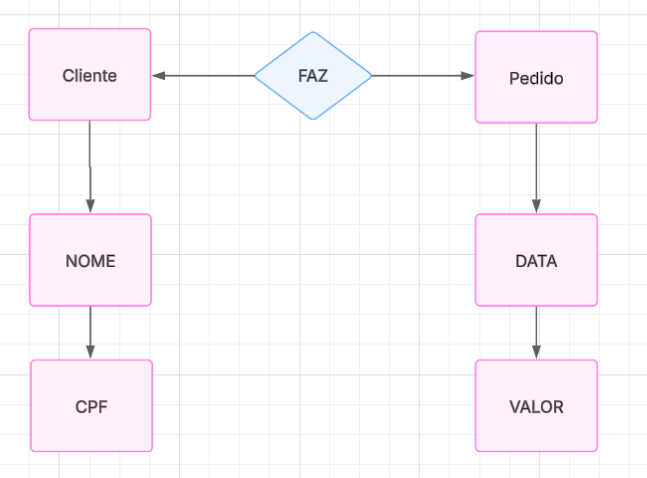 Cliente
FAZ
Pedido
NOME
DATA
CPF
VALOR